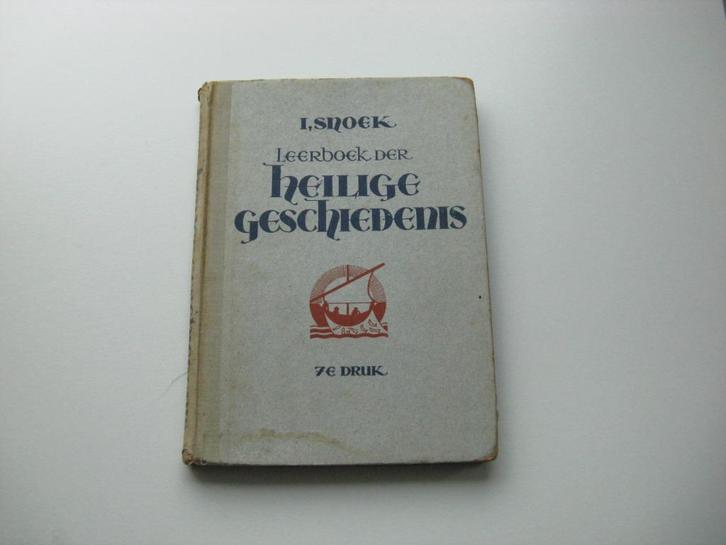 I. SNOEK
LEERBOEK DER
HEILIGE
GESCHIEDENIS
7E DRUK